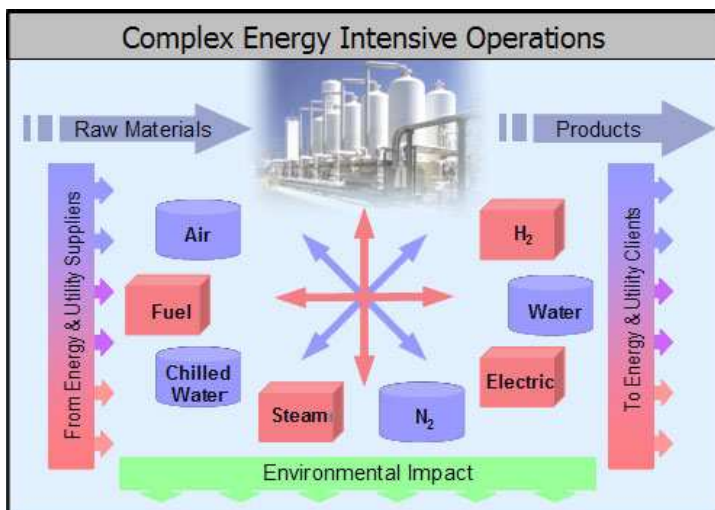 Complex Energy Intensive Operations
Raw Materials
Products
From Energy & Utility Suppliers
To Energy & Utility Clients
Air
H₂
Fuel
Water
Chilled
Water
Electric
Steam
N₂
Environmental Impact